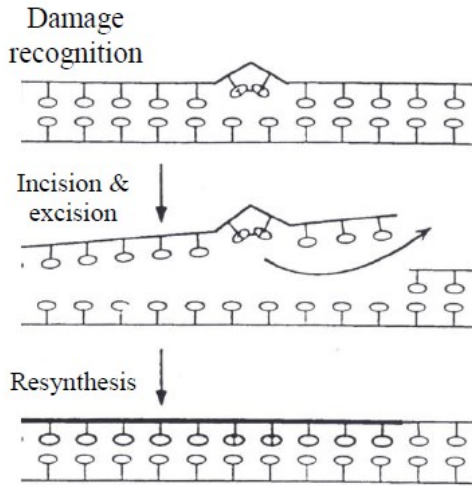 Damage
recognition
Incision &
excision
Resynthesis